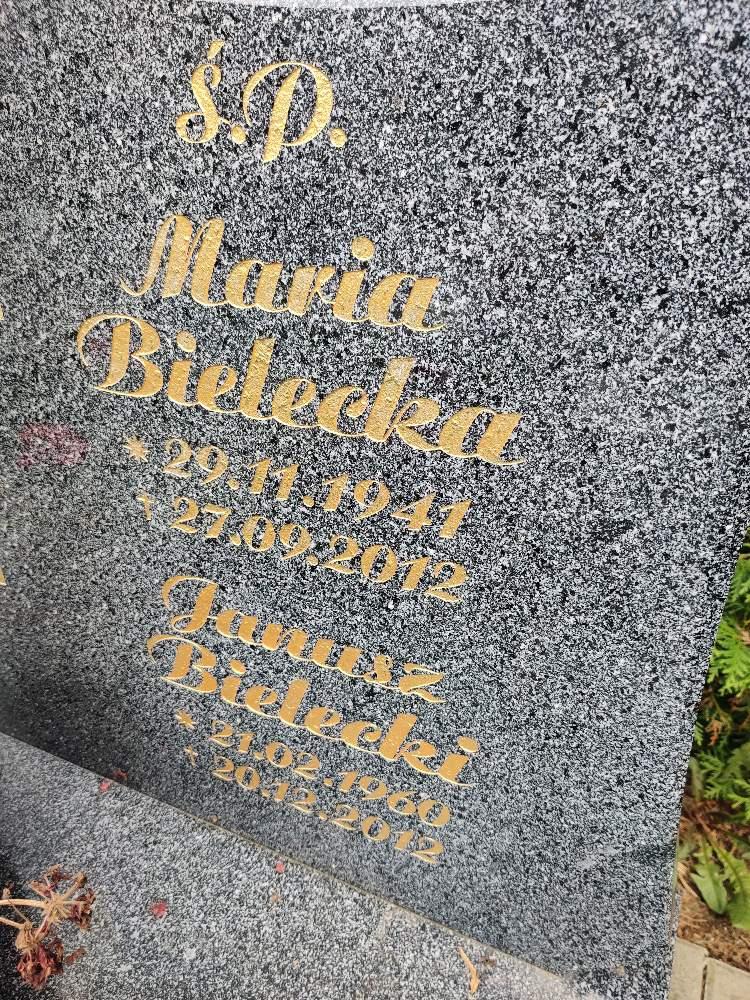 Ś.P.
Maria
Bielecka
* 29.11.1941
† 27.09.2012
Janusz
Bielecki
* 21.02.1960
† 20.12.2012